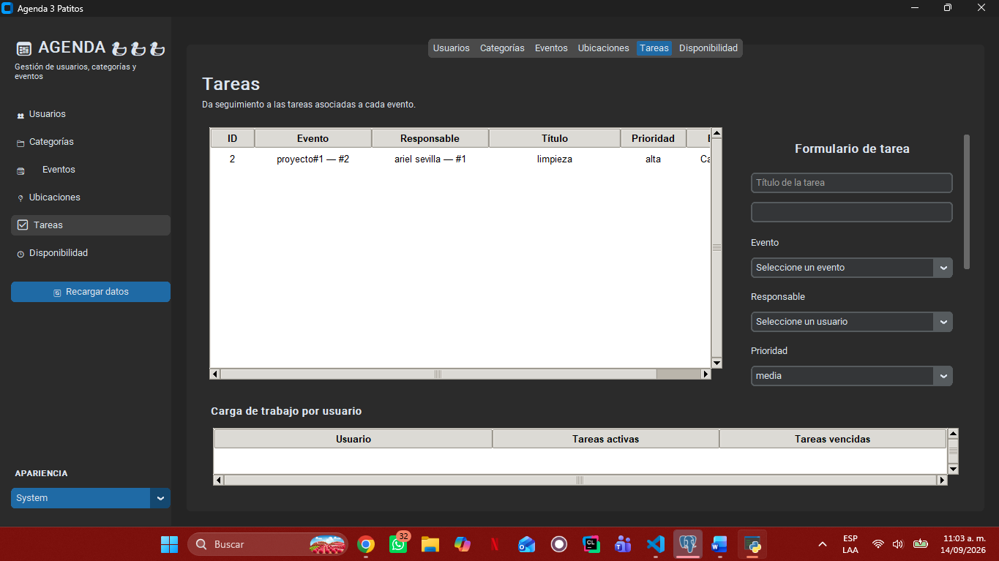 Agenda 3 Patitos
AGENDA
Gestión de usuarios, categorías y
eventos
Usuarios
Categorías
Eventos
Ubicaciones
Tareas
Disponibilidad
Recargar datos
APARIENCIA
System
Usuarios Categorías Eventos Ubicaciones Tareas Disponibilidad
Tareas
Da seguimiento a las tareas asociadas a cada evento.
ID Evento Responsable Título Prioridad
2 proyecto#1 — #2 ariel sevilla — #1 limpieza alta Ca
Formulario de tarea
Título de la tarea
Evento
Seleccione un evento
Responsable
Seleccione un usuario
Prioridad
media
Carga de trabajo por usuario
Usuario Tareas activas Tareas vencidas
Buscar
32
ESP
LAA
11:03 a. m.
14/09/2026